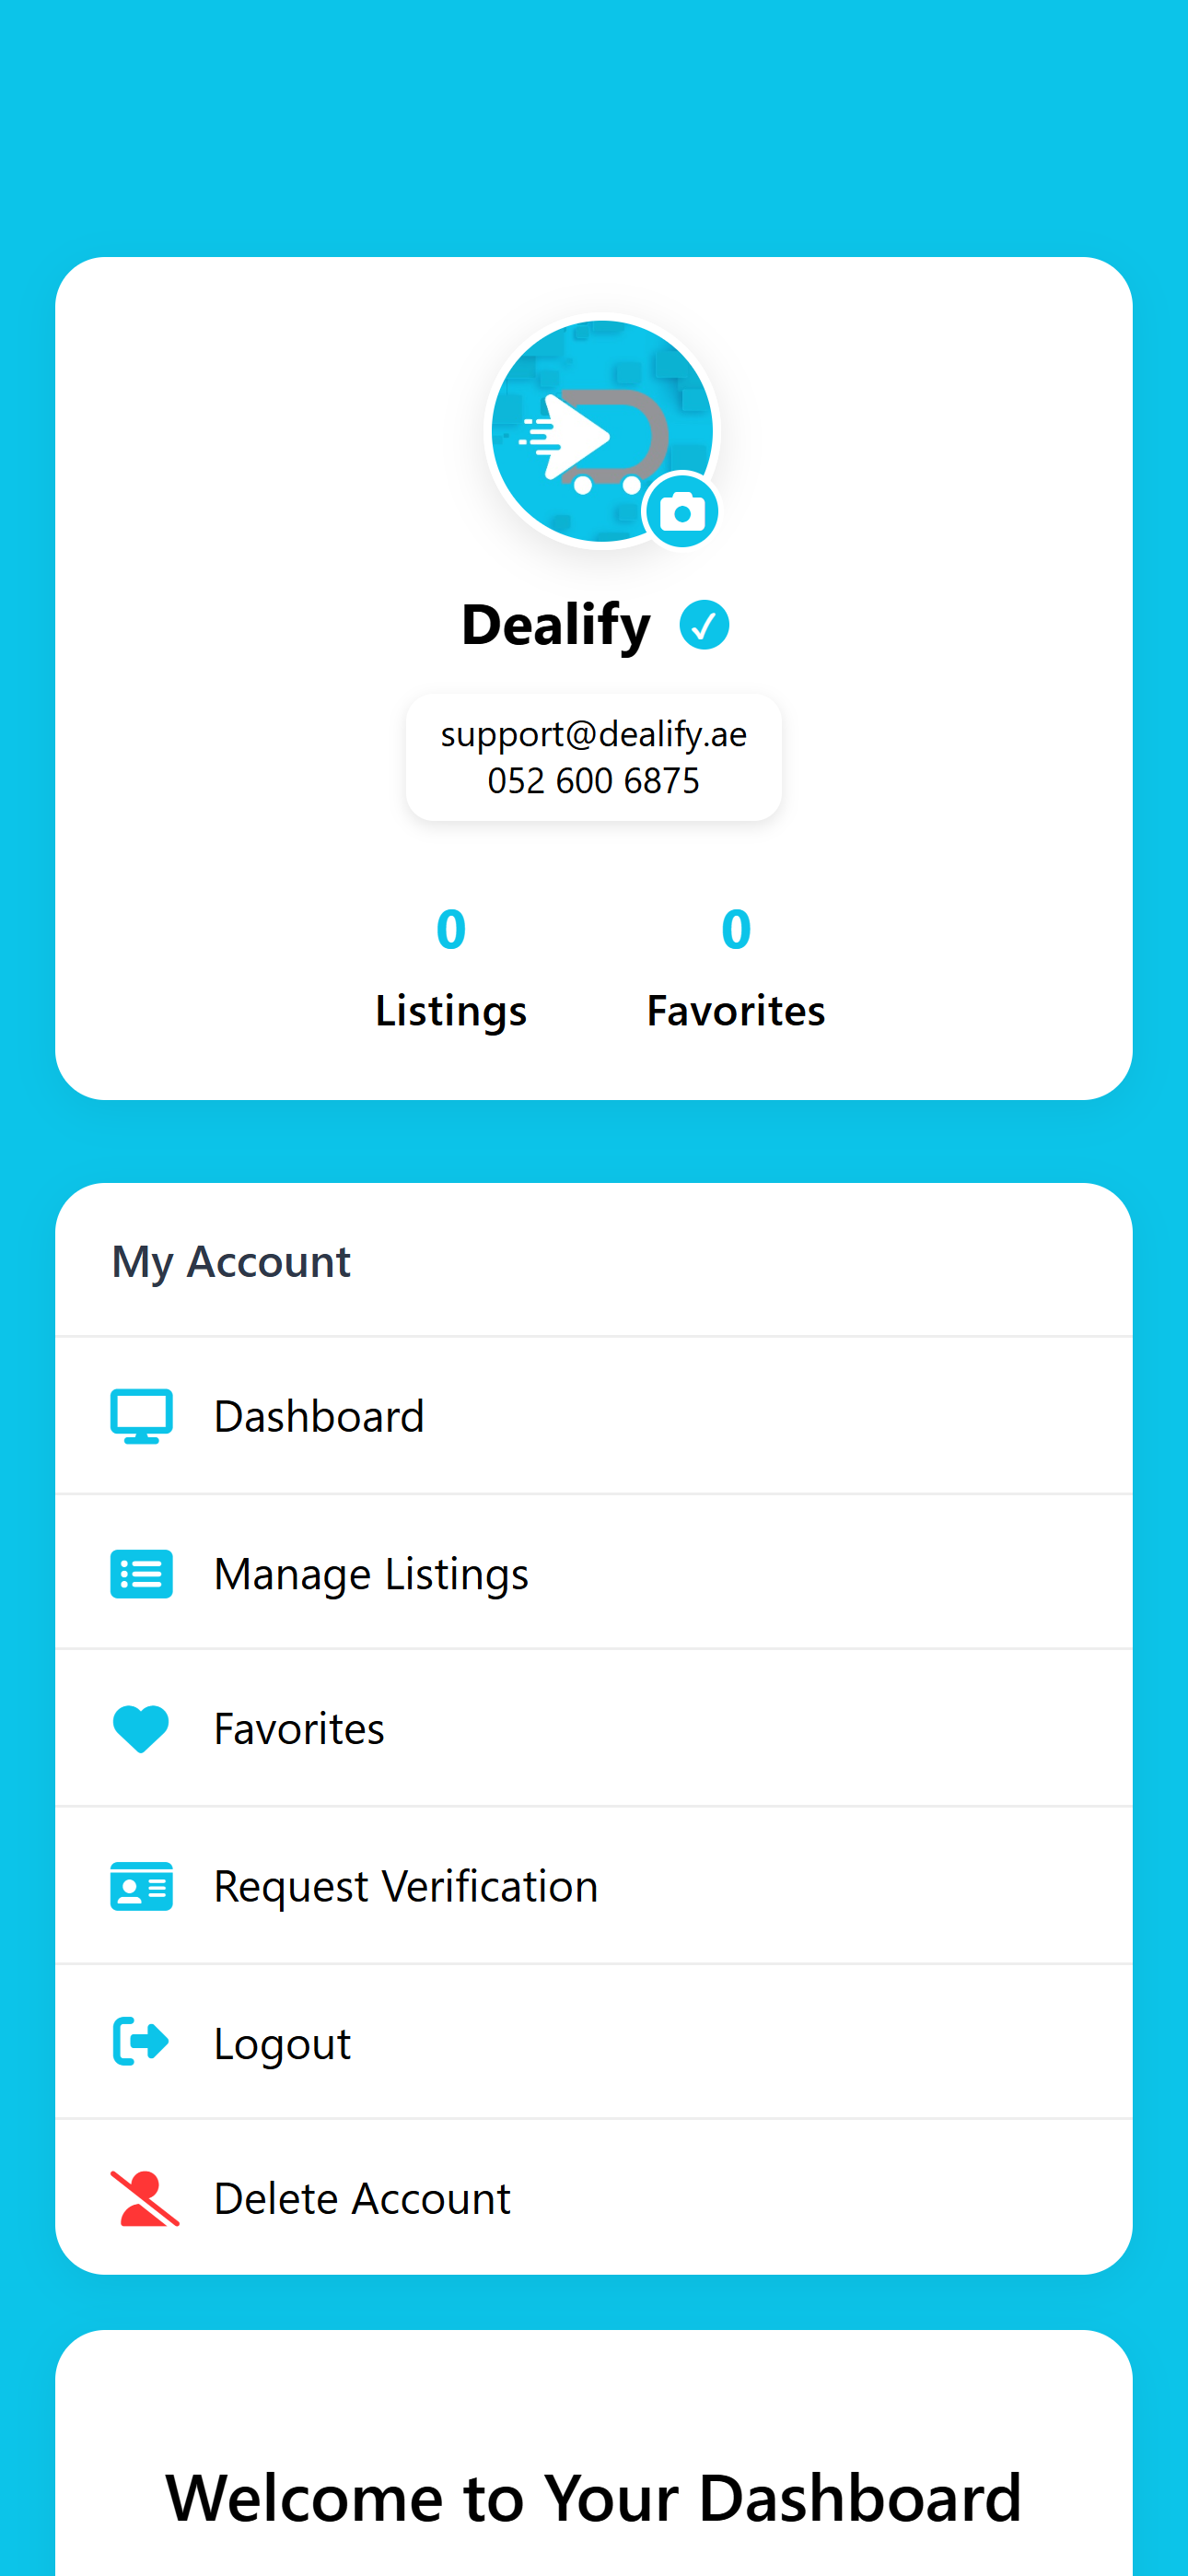 Dealify
support@dealify.ae
052 600 6875
0 0
Listings Favorites
My Account
Dashboard
Manage Listings
Favorites
Request Verification
Logout
Delete Account
Welcome to Your Dashboard